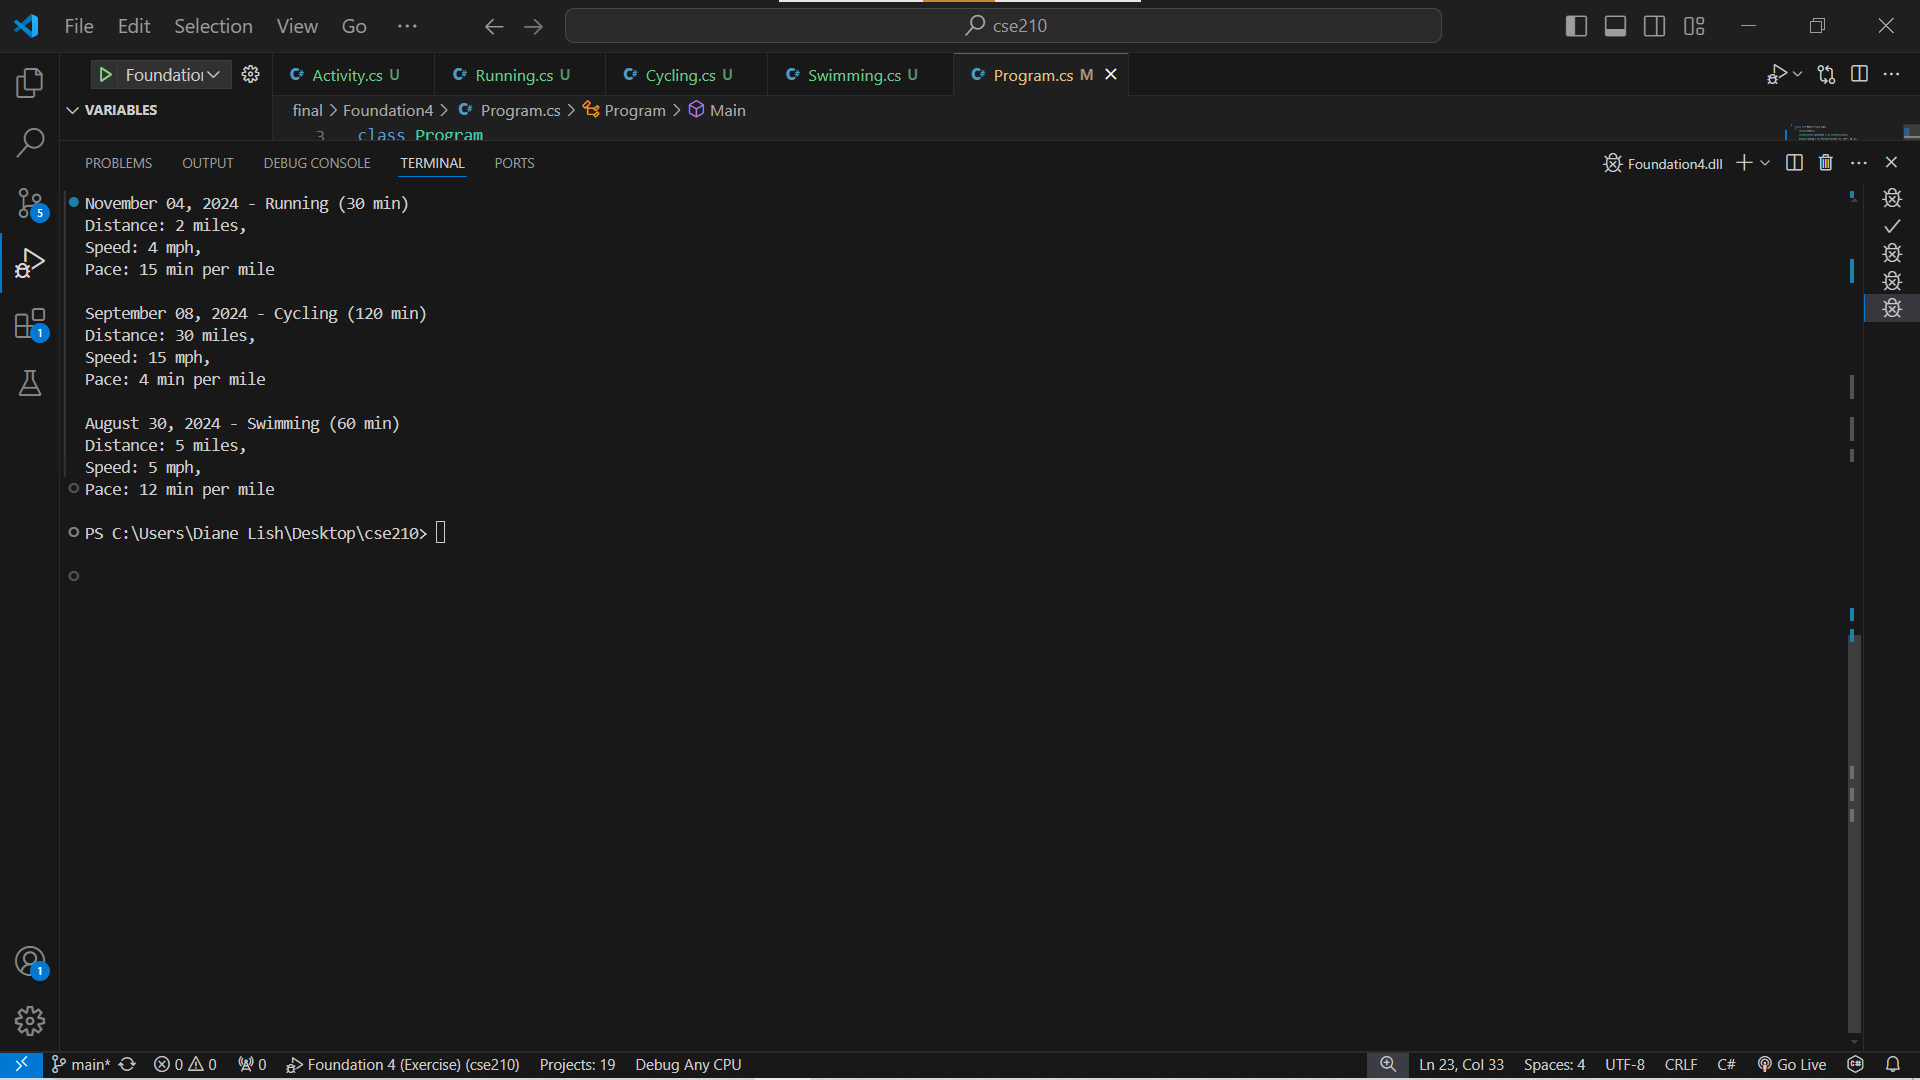 File Edit Selection View Go ··· cse210
Foundation Activity.cs U Running.cs U Cycling.cs U Swimming.cs U Program.cs M
VARIABLES
final > Foundation4 > Program.cs > Program > Main
3 class Program
PROBLEMS OUTPUT DEBUG CONSOLE TERMINAL PORTS Foundation4.dll
November 04, 2024 - Running (30 min)
Distance: 2 miles,
Speed: 4 mph,
Pace: 15 min per mile
September 08, 2024 - Cycling (120 min)
Distance: 30 miles,
Speed: 15 mph,
Pace: 4 min per mile
August 30, 2024 - Swimming (60 min)
Distance: 5 miles,
Speed: 5 mph,
Pace: 12 min per mile
PS C:\Users\Diane Lish\Desktop\cse210>
5
1
1
main* 0 0 0 Foundation 4 (Exercise) (cse210) Projects: 19 Debug Any CPU Ln 23, Col 33 Spaces: 4 UTF-8 CRLF C# Go Live